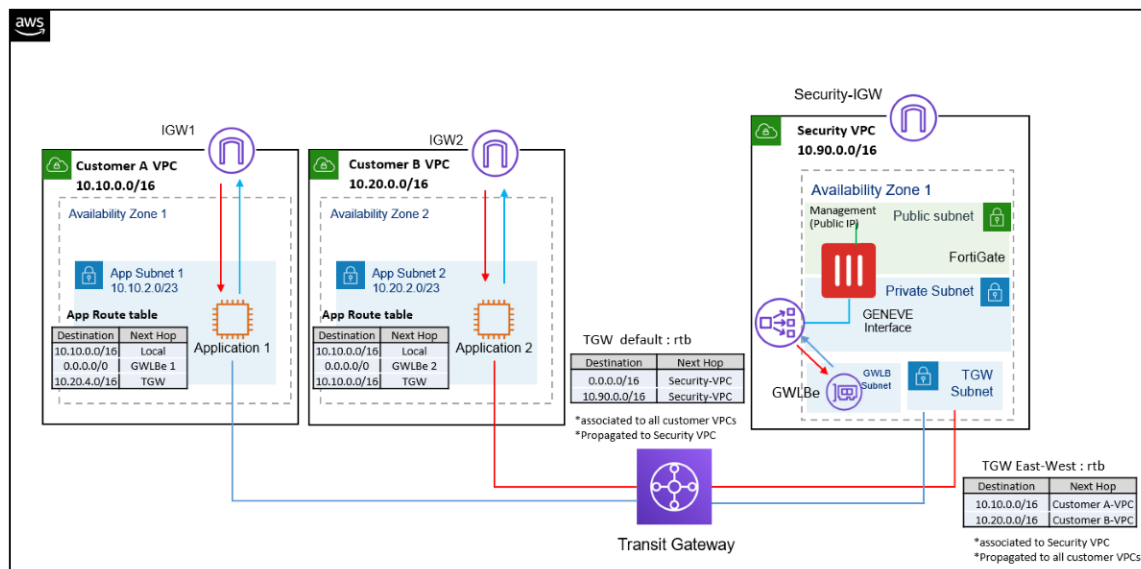 aws
IGW1
Customer A VPC
10.10.0.0/16
Availability Zone 1
App Subnet 1
10.10.2.0/23
App Route table
Destination Next Hop
10.10.0.0/16 Local
0.0.0.0/0 GWLBe 1
10.20.4.0/16 TGW
Application 1
IGW2
Customer B VPC
10.20.0.0/16
Availability Zone 2
App Subnet 2
10.20.2.0/23
App Route table
Destination Next Hop
10.10.0.0/16 Local
0.0.0.0/0 GWLBe 2
10.10.0.0/16 TGW
Application 2
TGW default : rtb
Destination Next Hop
0.0.0.0/16 Security-VPC
10.90.0.0/16 Security-VPC
*associated to all customer VPCs
*Propagated to Security VPC
Transit Gateway
Security-IGW
Security VPC
10.90.0.0/16
Availability Zone 1
Management
(Public IP)
Public subnet
FortiGate
Private Subnet
GENEVE
Interface
GWLBe
GWLB
Subnet
TGW
Subnet
TGW East-West : rtb
Destination Next Hop
10.10.0.0/16 Customer A-VPC
10.20.0.0/16 Customer B-VPC
*associated to Security VPC
*Propagated to all customer VPCs